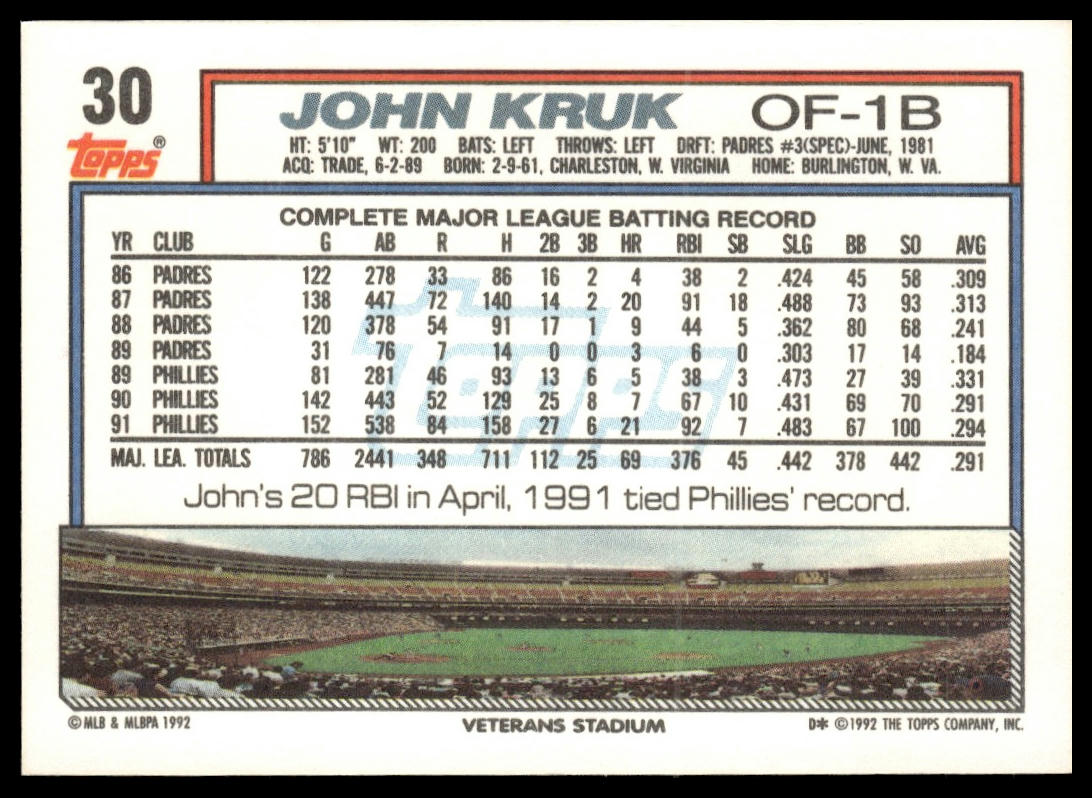 30
topps®
JOHN KRUK OF-1B
HT: 5'10" WT: 200 BATS: LEFT THROWS: LEFT DRFT: PADRES #3(SPEC)-JUNE, 1981
ACQ: TRADE, 6-2-89 BORN: 2-9-61, CHARLESTON, W. VIRGINIA HOME: BURLINGTON, W. VA.
COMPLETE MAJOR LEAGUE BATTING RECORD
YR CLUB G AB R H 2B 3B HR RBI SB SLG BB SO AVG
86 PADRES 122 278 33 86 16 2 4 38 2 .424 45 58 .309
87 PADRES 138 447 72 140 14 2 20 91 18 .488 73 93 .313
88 PADRES 120 378 54 91 17 1 9 44 5 .362 80 68 .241
89 PADRES 31 76 7 14 0 0 3 6 0 .303 17 14 .184
89 PHILLIES 81 281 46 93 13 6 5 38 3 .473 27 39 .331
90 PHILLIES 142 443 52 129 25 8 7 67 10 .431 69 70 .291
91 PHILLIES 152 538 84 158 27 6 21 92 7 .483 67 100 .294
MAJ. LEA. TOTALS 786 2441 348 711 112 25 69 376 45 .442 378 442 .291
topps
John's 20 RBI in April, 1991 tied Phillies' record.
© MLB & MLBPA 1992 VETERANS STADIUM D* © 1992 THE TOPPS COMPANY, INC.